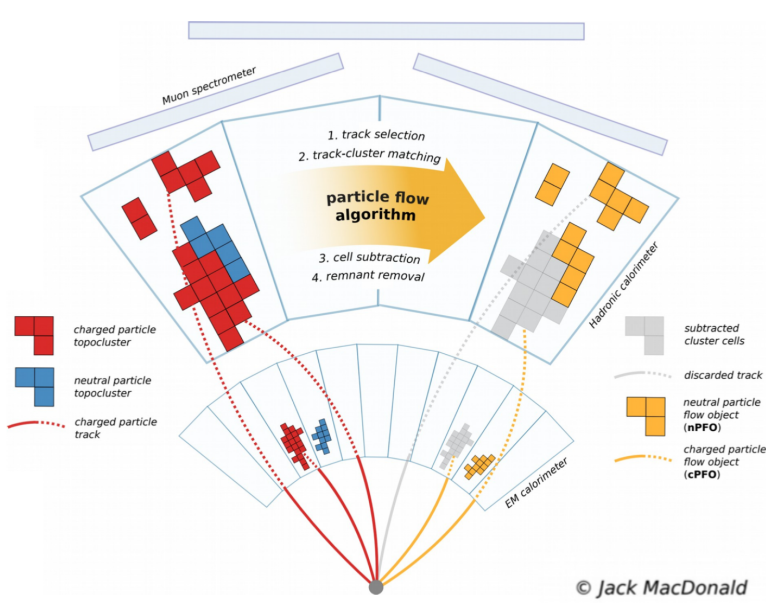 Muon spectrometer
1. track selection
2. track-cluster matching
particle flow
algorithm
3. cell subtraction
4. remnant removal
Hadronic calorimeter
charged particle
topocluster
neutral particle
topocluster
charged particle
track
subtracted
cluster cells
discarded track
neutral particle
flow object
(nPFO)
charged particle
flow object
(cPFO)
EM calorimeter
© Jack MacDonald